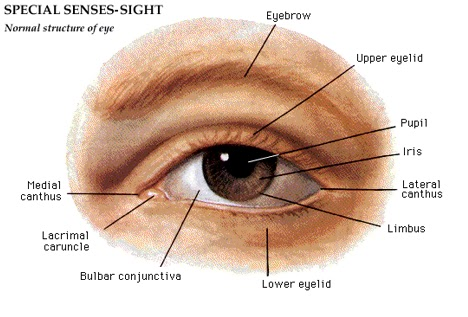 SPECIAL SENSES-SIGHT
Normal structure of eye
Eyebrow
Upper eyelid
Pupil
Iris
Lateral
canthus
Limbus
Lower eyelid
Bulbar conjunctiva
Lacrimal
caruncle
Medial
canthus